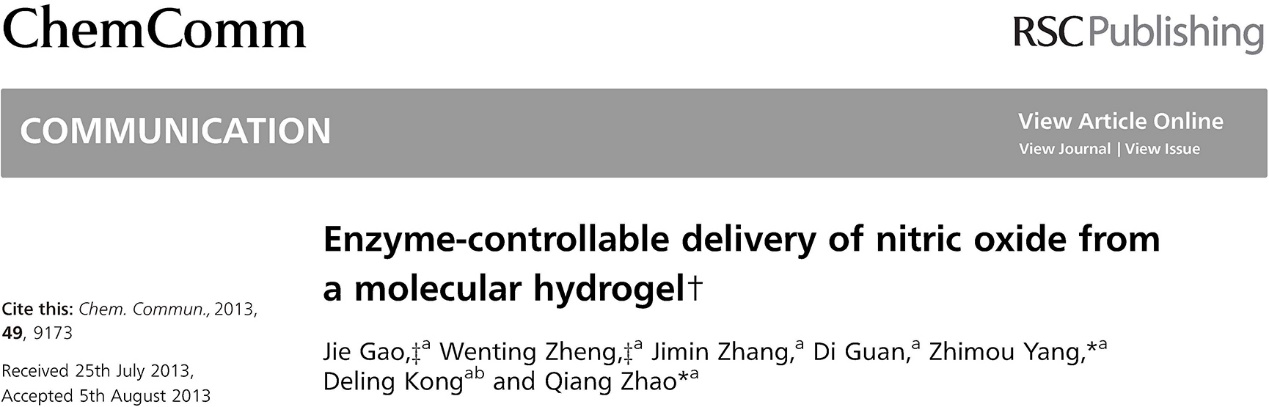 ChemComm
RSCPublishing
COMMUNICATION
View Article Online
View Journal | View Issue
Enzyme-controllable delivery of nitric oxide from
a molecular hydrogel†
Cite this: Chem. Commun., 2013,
49, 9173
Received 25th July 2013,
Accepted 5th August 2013
Jie Gao,‡a Wenting Zheng,‡a Jimin Zhang,a Di Guan,a Zhimou Yang,*a
Deling Kongab and Qiang Zhao*a